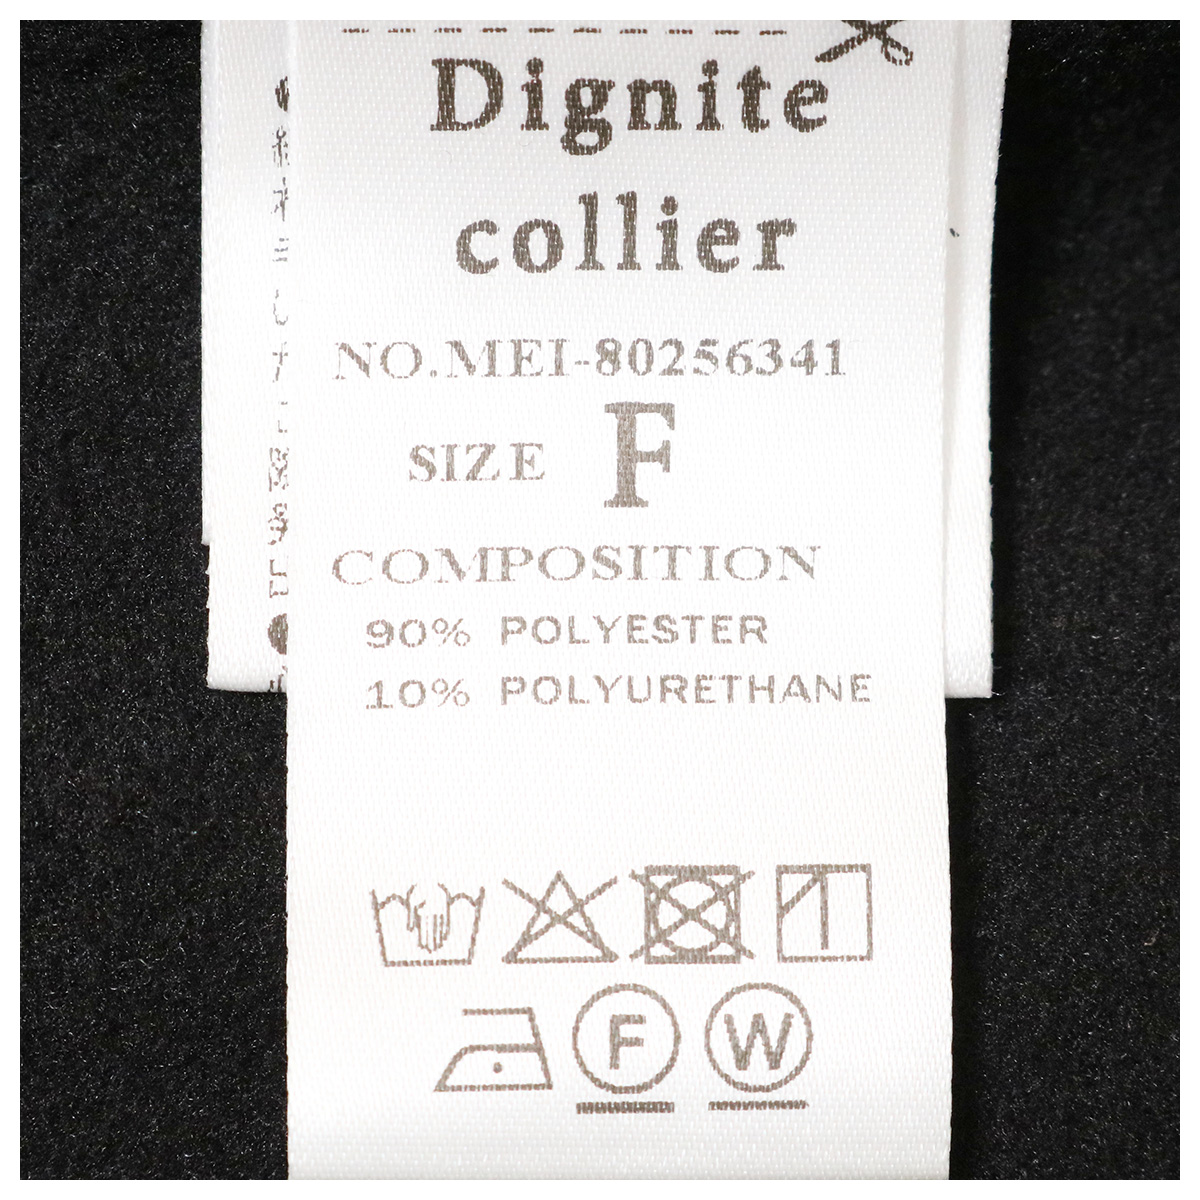 Dignite
collier
NO.MEI-80256341
SIZE F
COMPOSITION
90% POLYESTER
10% POLYURETHANE
F W